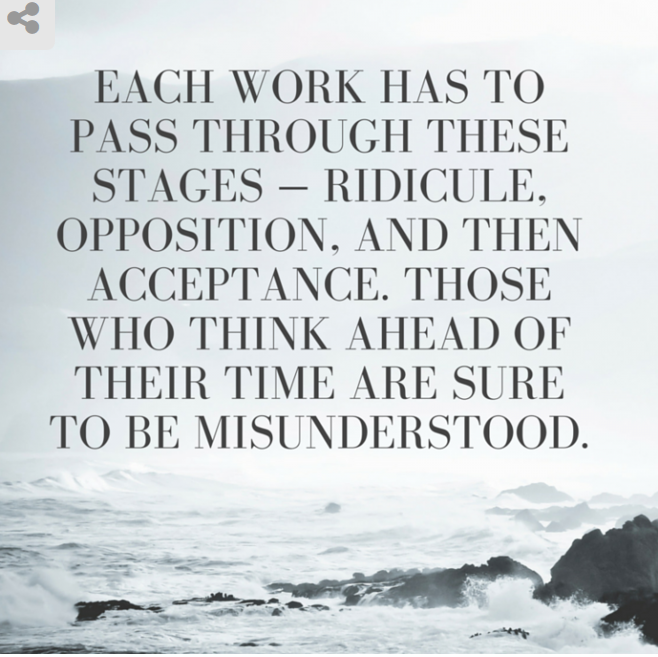 EACH WORK HAS TO
PASS THROUGH THESE
STAGES – RIDICULE,
OPPOSITION, AND THEN
ACCEPTANCE. THOSE
WHO THINK AHEAD OF
THEIR TIME ARE SURE
TO BE MISUNDERSTOOD.